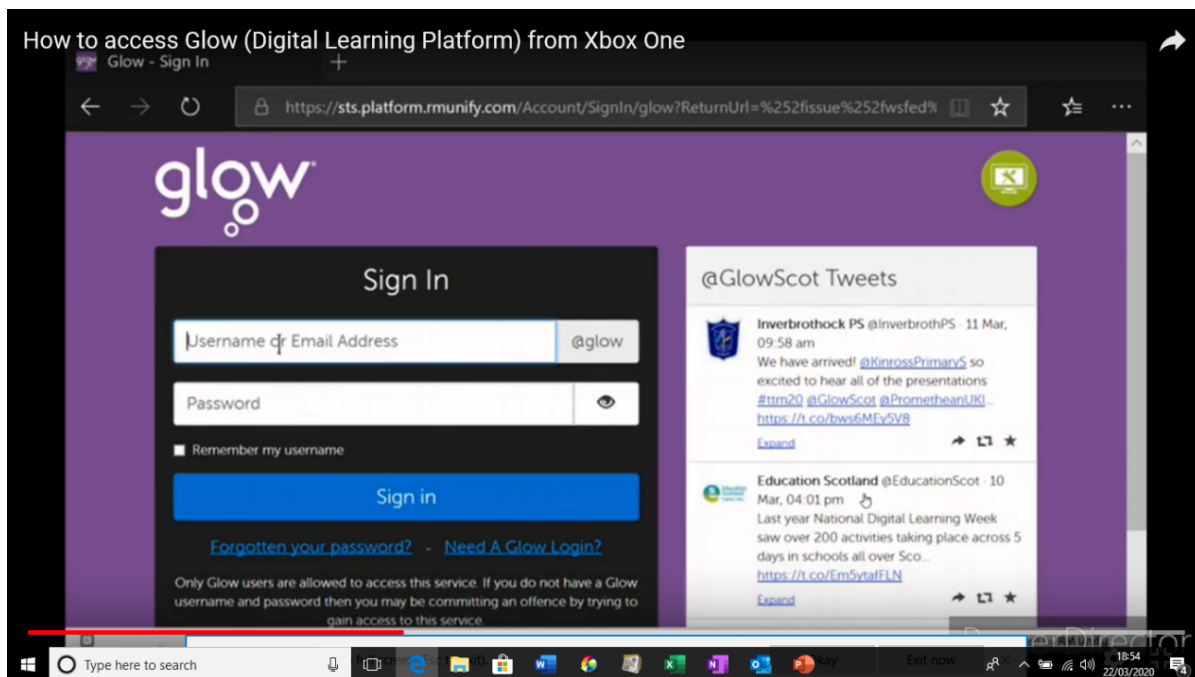 How to access Glow (Digital Learning Platform) from Xbox One
Glow - Sign In
https://sts.platform.rmunify.com/Account/SignIn/glow?ReturnUrl=%252fissue%252fwsfed%
glow
Sign In
Username or Email Address
@glow
Password
Remember my username
Sign in
Forgotten your password? - Need A Glow Login?
Only Glow users are allowed to access this service. If you do not have a Glow
username and password then you may be committing an offence by trying to
gain access to this service.
@GlowScot Tweets
Inverbrothock PS @InverbrothPS · 11 Mar,
09:58 am
We have arrived! @KinrossPrimaryS so
excited to hear all of the presentations
#ttm20 @GlowScot @PrometheanUKI...
https://t.co/bws6MEy5V8
Expand
Education Scotland @EducationScot · 10
Mar, 04:01 pm
Last year National Digital Learning Week
saw over 200 activities taking place across 5
days in schools all over Sco...
https://t.co/Em5ytafFLN
Expand
PowerDirector
Type here to search
Okay
Exit now
18:54
22/03/2020
4